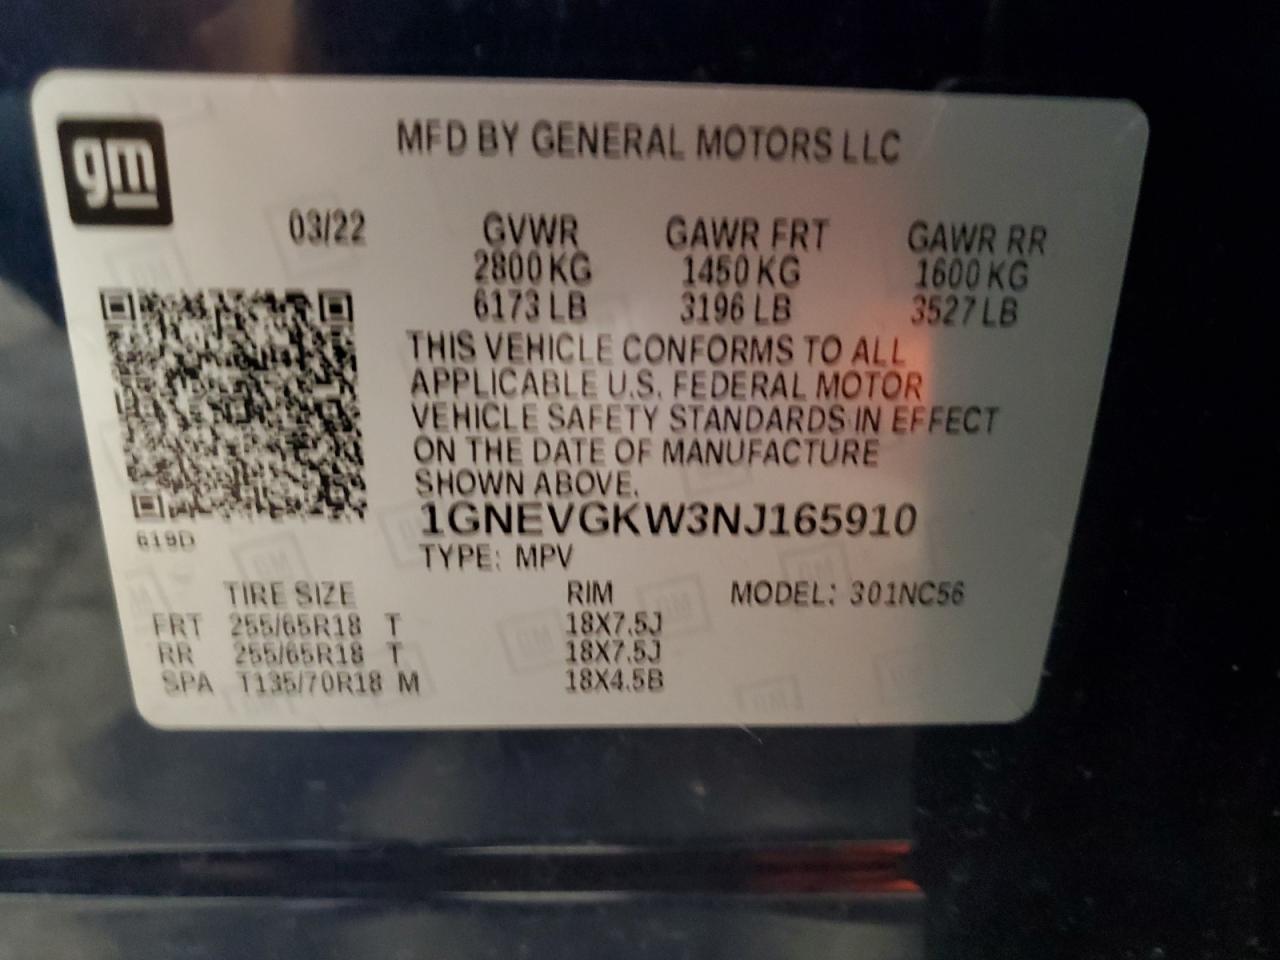 gm
MFD BY GENERAL MOTORS LLC
03/22 GVWR GAWR FRT GAWR RR
2800 KG 1450 KG 1600 KG
6173 LB 3196 LB 3527 LB
THIS VEHICLE CONFORMS TO ALL
APPLICABLE U.S. FEDERAL MOTOR
VEHICLE SAFETY STANDARDS IN EFFECT
ON THE DATE OF MANUFACTURE
SHOWN ABOVE.
1GNEVGKW3NJ165910
619D
TYPE: MPV
TIRE SIZE RIM MODEL: 301NC56
FRT 255/65R18 T 18X7.5J
RR 255/65R18 T 18X7.5J
SPA T135/70R18 M 18X4.5B